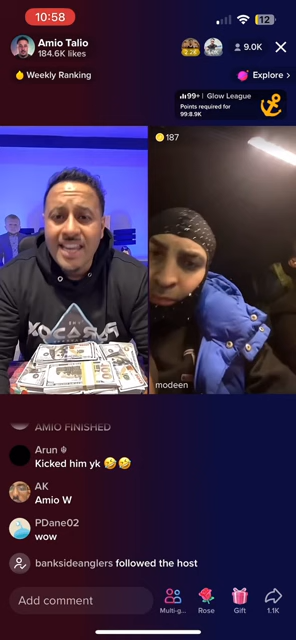 10:58
12
Amio Talio
184.6K likes
9.0K
Weekly Ranking
Explore >
99+ | Glow League
Points required for
99:8.9K
187
modeen
AMIO FINISHED
Arun
Kicked him yk 🤣🤣
AK
Amio W
PDane02
wow
banksideanglers followed the host
Add comment
Multi-g...
Rose
Gift
1.1K